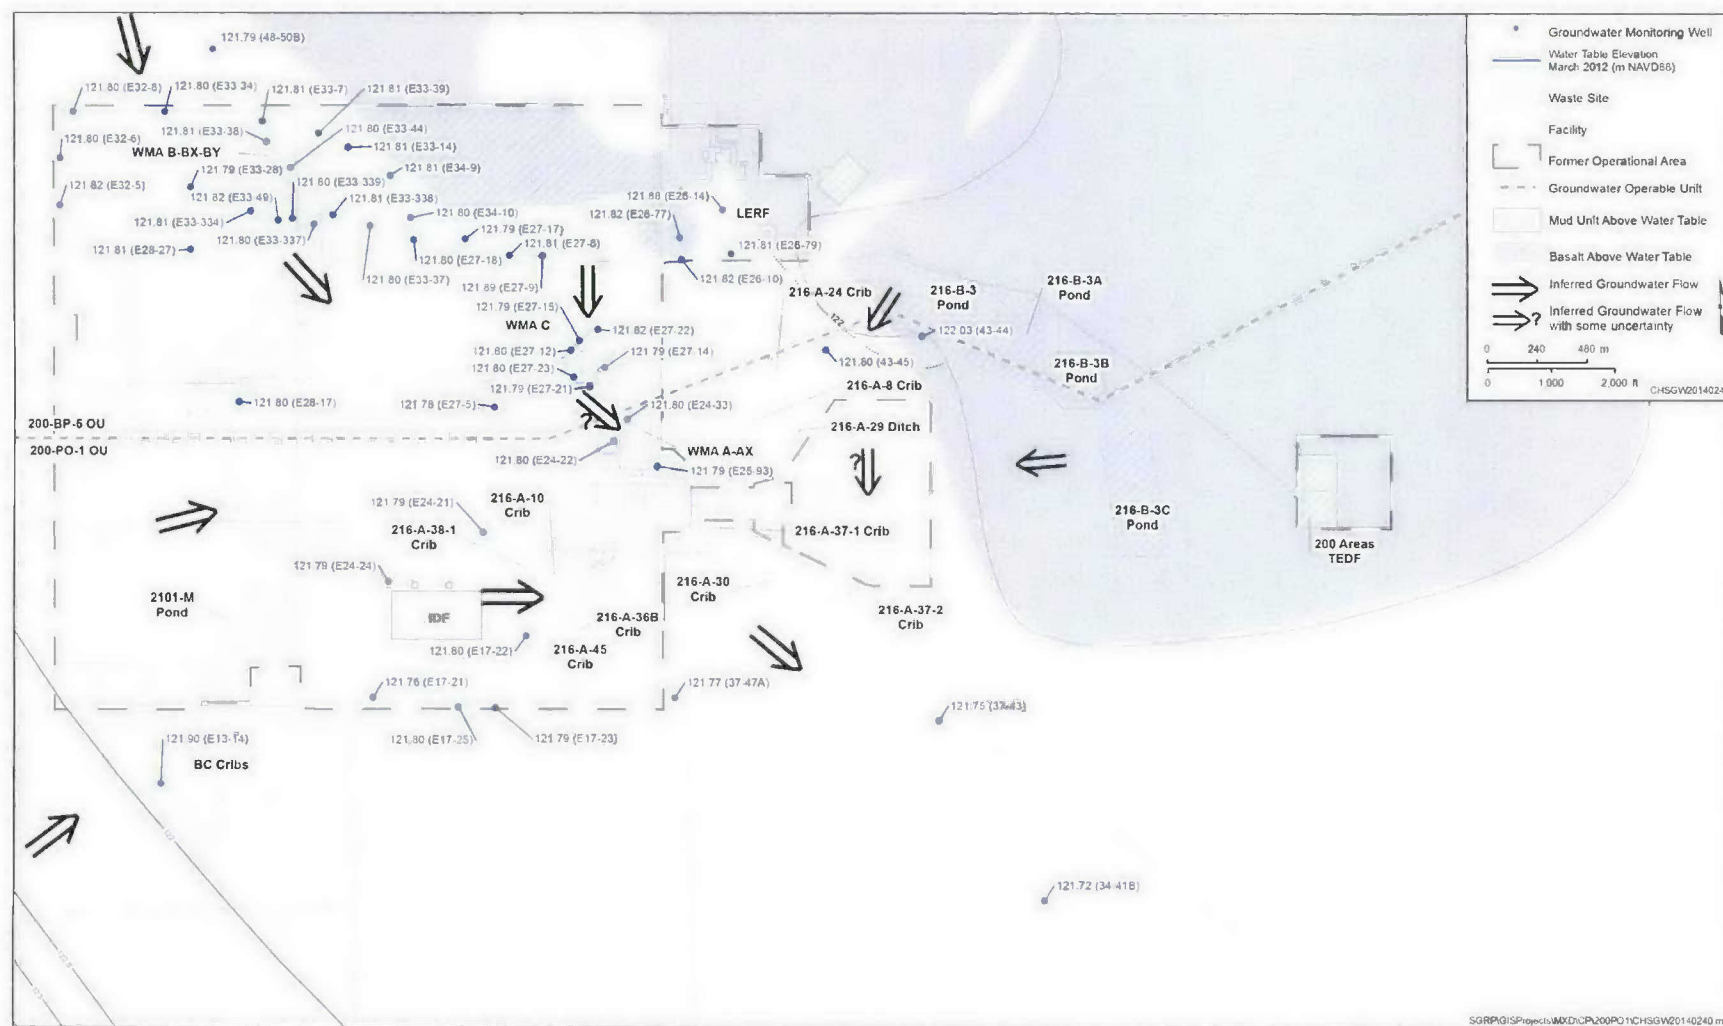 121.79 (48-50B)
Groundwater Monitoring Well
Water Table Elevation
March 2012 (m NAVD88)
Waste Site
Facility
Former Operational Area
Groundwater Operable Unit
Mud Unit Above Water Table
Basalt Above Water Table
Inferred Groundwater Flow
? Inferred Groundwater Flow
with some uncertainty
0 240 480 m
0 1,000 2,000 ft
CHSGW2014024
121.80 (E32-8)
121.80 (E33-34)
121.81 (E33-7)
121.81 (E33-39)
121.80 (E32-6)
121.81 (E33-38)
121.80 (E33-44)
WMA B-BX-BY
121.81 (E33-14)
121.79 (E33-28)
121.81 (E34-9)
121.82 (E32-5)
121.80 (E33-339)
121.82 (E33-49)
121.81 (E33-338)
121.88 (E26-14)
LERF
121.81 (E33-334)
121.80 (E34-10)
121.82 (E26-77)
121.79 (E27-17)
121.80 (E33-337)
121.81 (E27-8)
121.81 (E26-79)
121.81 (E28-27)
121.80 (E27-18)
121.80 (E33-37)
121.82 (E26-10)
121.89 (E27-9)
216-A-24 Crib
216-B-3
Pond
216-B-3A
Pond
121.79 (E27-15)
WMA C
121.82 (E27-22)
122
122.03 (43-44)
121.80 (E27-12)
121.79 (E27-14)
121.80 (43-45)
121.80 (E27-23)
216-B-3B
Pond
121.79 (E27-21)
216-A-8 Crib
121.80 (E28-17)
121.78 (E27-5)
121.80 (E24-33)
?
200-BP-5 OU
216-A-29 Ditch
200-PO-1 OU
121.80 (E24-22)
WMA A-AX
?
121.79 (E25-93)
121.79 (E24-21)
216-A-10
Crib
216-B-3C
Pond
216-A-38-1
Crib
216-A-37-1 Crib
200 Areas
TEDF
121.79 (E24-24)
216-A-30
Crib
2101-M
Pond
IDF
216-A-36B
Crib
216-A-37-2
Crib
121.80 (E17-22)
216-A-45
Crib
121.76 (E17-21)
121.77 (37-47A)
121.80 (E17-25)
121.79 (E17-23)
121.90 (E13-14)
BC Cribs
122
121.72 (34-41B)
122.5
123